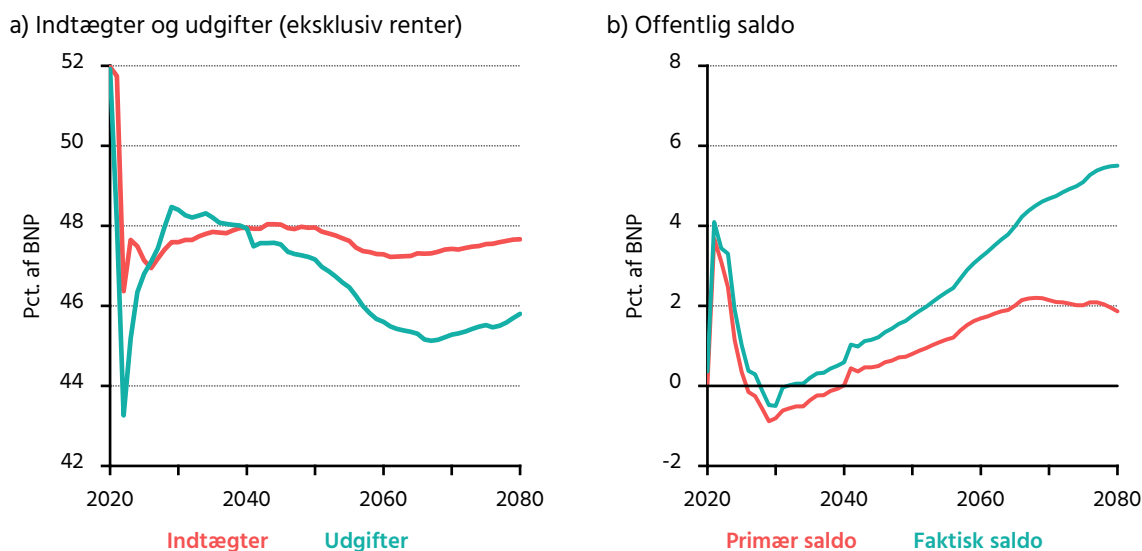 a) Indtægter og udgifter (eksklusiv renter)
Pct. af BNP
52
50
48
46
44
42
2020 2040 2060 2080
Indtægter Udgifter
b) Offentlig saldo
Pct. af BNP
8
6
4
2
0
-2
2020 2040 2060 2080
Primær saldo Faktisk saldo